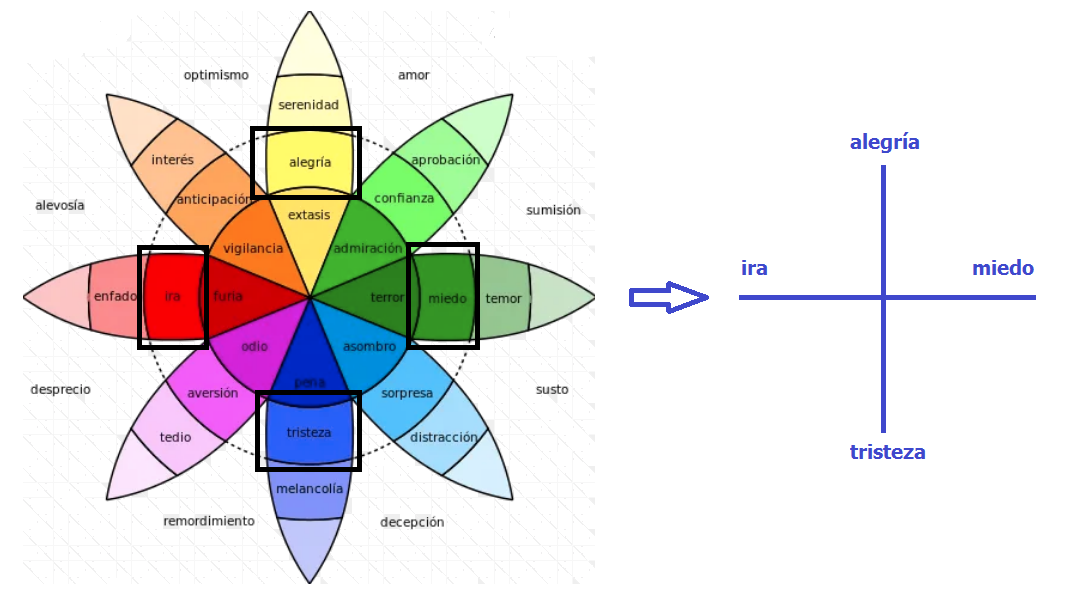 optimismo
amor
serenidad
interés
alegría
aprobación
anticipación
confianza
alevosía
extasis
sumisión
vigilancia
admiración
enfado
ira
furia
terror
miedo
temor
odio
asombro
desprecio
aversión
pena
sorpresa
susto
tedio
tristeza
distracción
melancolía
remordimiento
decepción
alegría
ira
miedo
tristeza